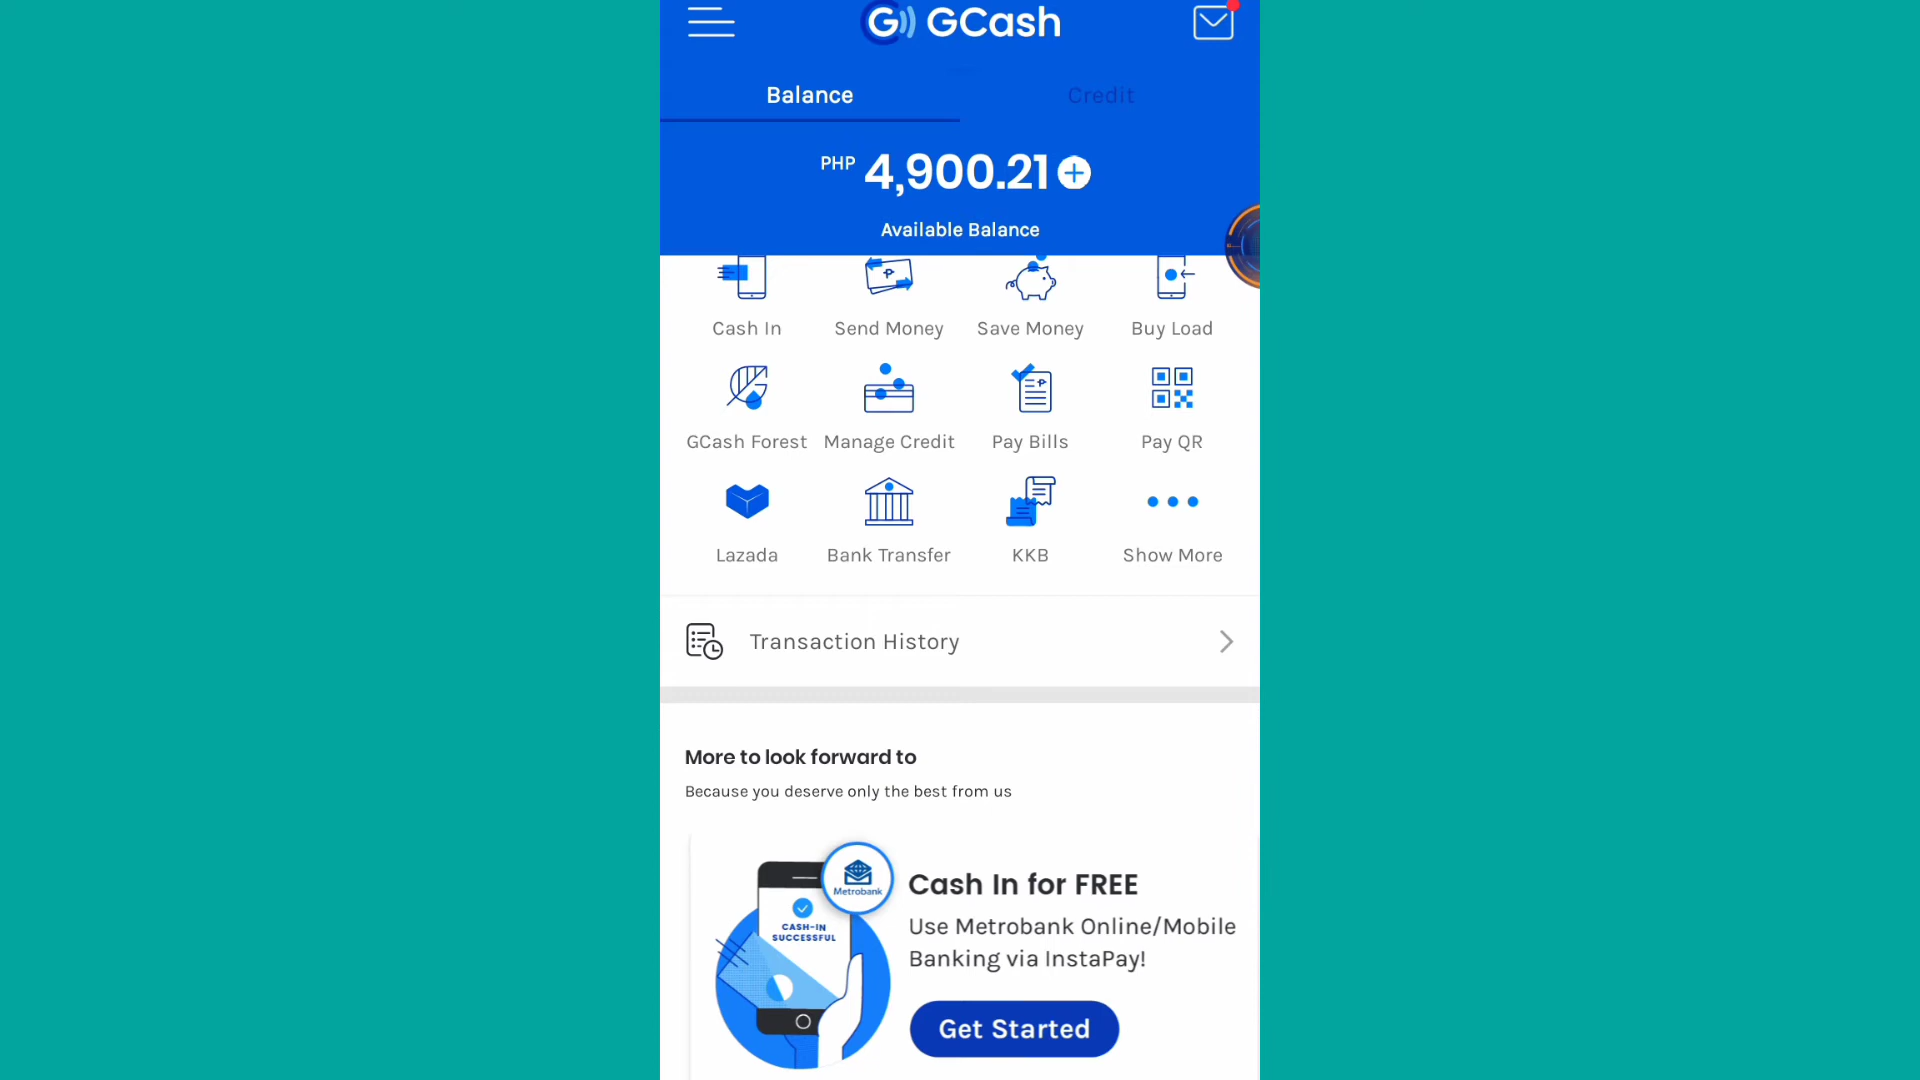 GCash
Balance
Credit
PHP 4,900.21
Available Balance
Cash In
Send Money
Save Money
Buy Load
GCash Forest
Manage Credit
Pay Bills
Pay QR
Lazada
Bank Transfer
KKB
Show More
Transaction History
More to look forward to
Because you deserve only the best from us
Metrobank
CASH-IN
SUCCESSFUL
Cash In for FREE
Use Metrobank Online/Mobile
Banking via InstaPay!
Get Started